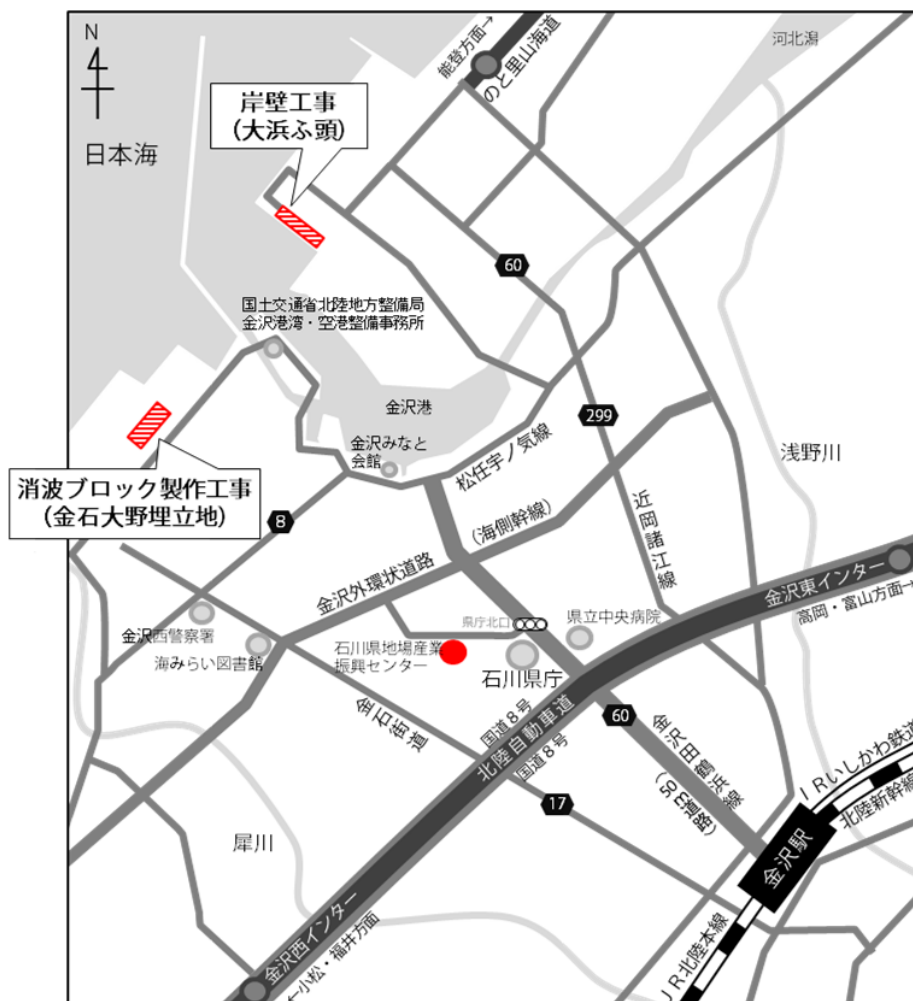 N
日本海
岸壁工事
（大浜ふ頭）
能登方面→
のと里山海道
河北潟
60
国土交通省北陸地方整備局
金沢港湾・空港整備事務所
金沢港
金沢みなと
会館
299
松任宇ノ気線
浅野川
消波ブロック製作工事
（金石大野埋立地）
8
（海側幹線）
近岡諸江線
金沢外環状道路
金沢東インター
高岡・富山方面→
金沢西警察署
海みらい図書館
石川県地場産業
振興センター
県庁北口
県立中央病院
石川県庁
金石街道
国道８号
北陸自動車道
国道８号
60
金沢田鶴浜線
（50m道路）
17
ＩＲいしかわ鉄道
北陸新幹線
犀川
金沢駅
金沢西インター
←小松・福井方面
ＪＲ北陸本線